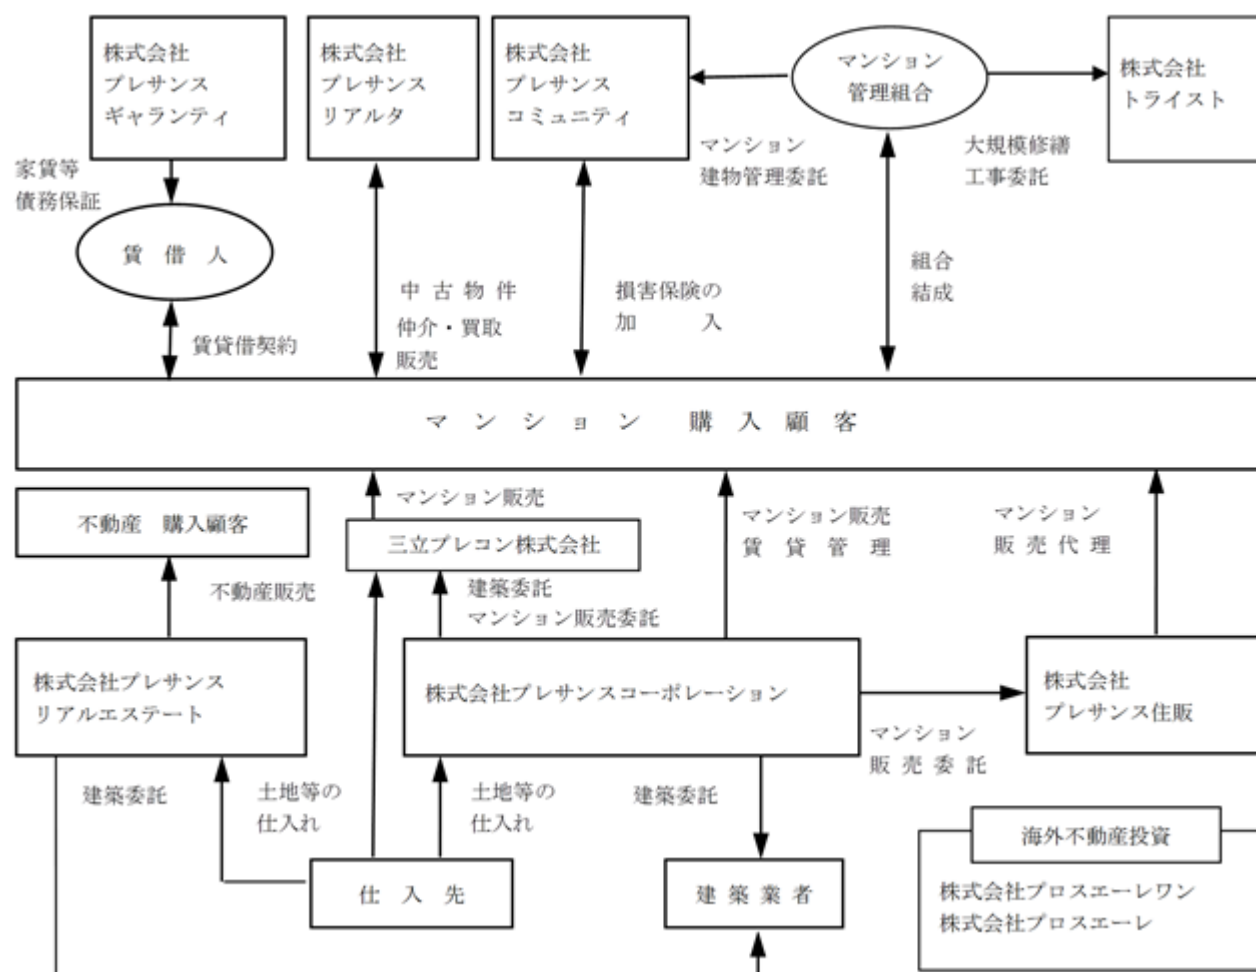 株式会社
プレサンス
ギャランティ
株式会社
プレサンス
リアルタ
株式会社
プレサンス
コミュニティ
マンション
管理組合
株式会社
トライスト
家賃等
債務保証
マンション
建物管理委託
大規模修繕
工事委託
賃 借 人
中 古 物 件
仲介・買取
販売
損害保険の
加 入
組合
結成
賃貸借契約
マ ン シ ョ ン 購 入 顧 客
マンション販売
不動産 購入顧客
三立プレコン株式会社
マンション販売
賃 貸 管 理
マンション
販 売 代 理
不動産販売
建築委託
マンション販売委託
株式会社プレサンス
リアルエステート
株式会社プレサンスコーポレーション
株式会社
プレサンス住販
マンション
販 売 委 託
建築委託
土地等の
仕入れ
土地等の
仕入れ
建築委託
海外不動産投資
仕 入 先
建 築 業 者
株式会社プロスエーレワン
株式会社プロスエーレ